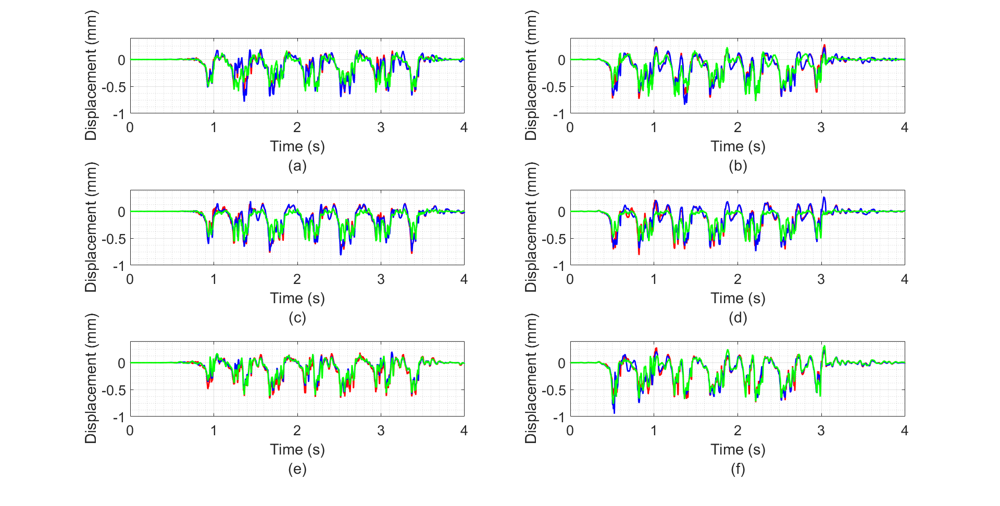 Displacement (mm)
0
-0.5
-1
0 1 2 3 4
Time (s)
(a)
Displacement (mm)
0
-0.5
-1
0 1 2 3 4
Time (s)
(b)
Displacement (mm)
0
-0.5
-1
0 1 2 3 4
Time (s)
(c)
Displacement (mm)
0
-0.5
-1
0 1 2 3 4
Time (s)
(d)
Displacement (mm)
0
-0.5
-1
0 1 2 3 4
Time (s)
(e)
Displacement (mm)
0
-0.5
-1
0 1 2 3 4
Time (s)
(f)